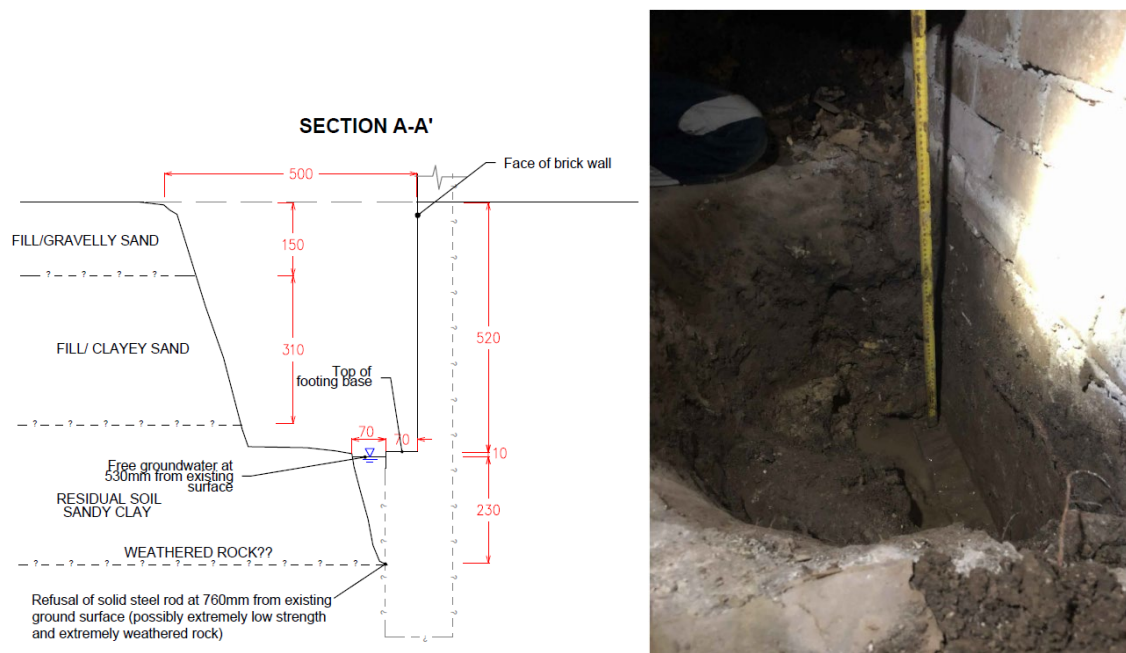 SECTION A-A'
Face of brick wall
500
FILL/GRAVELLY SAND
150
? ? ? ? ?
FILL/ CLAYEY SAND
310
520
Top of
footing base
? ? ? ? ?
70
70
10
Free groundwater at
530mm from existing
surface
RESIDUAL SOIL
SANDY CLAY
230
WEATHERED ROCK??
? ? ? ? ?
Refusal of solid steel rod at 760mm from existing
ground surface (possibly extremely low strength
and extremely weathered rock)